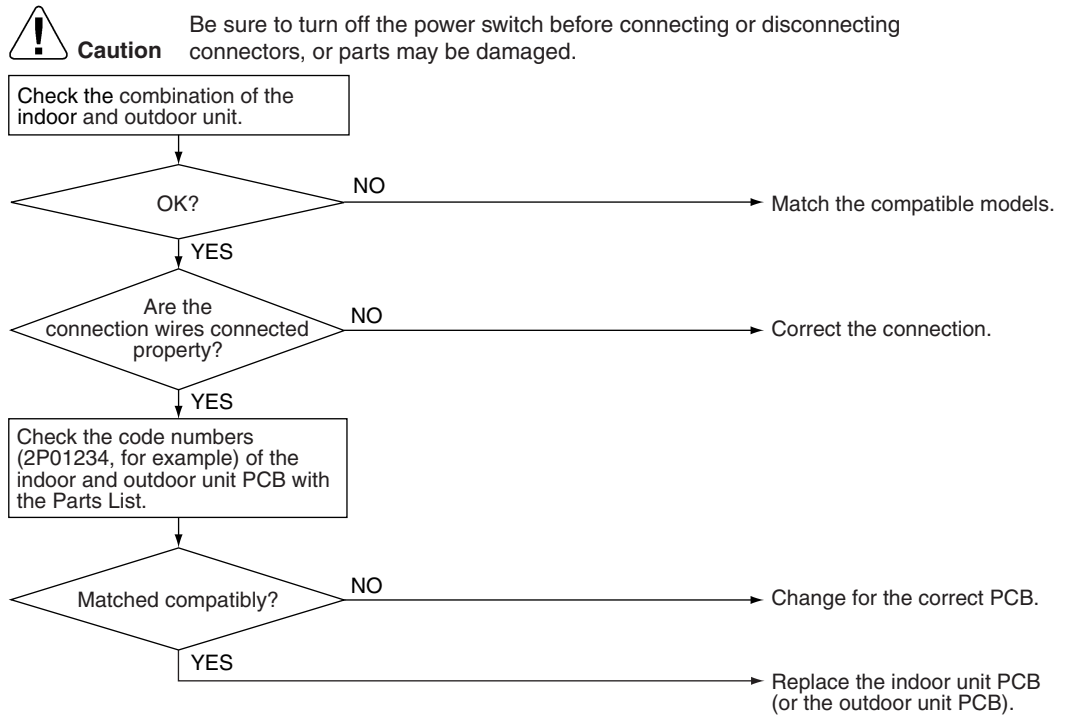 Be sure to turn off the power switch before connecting or disconnecting
Caution connectors, or parts may be damaged.
Check the combination of the
indoor and outdoor unit.
OK?
NO
Match the compatible models.
YES
Are the
connection wires connected
property?
NO
Correct the connection.
YES
Check the code numbers
(2P01234, for example) of the
indoor and outdoor unit PCB with
the Parts List.
Matched compatibly?
NO
Change for the correct PCB.
YES
Replace the indoor unit PCB
(or the outdoor unit PCB).